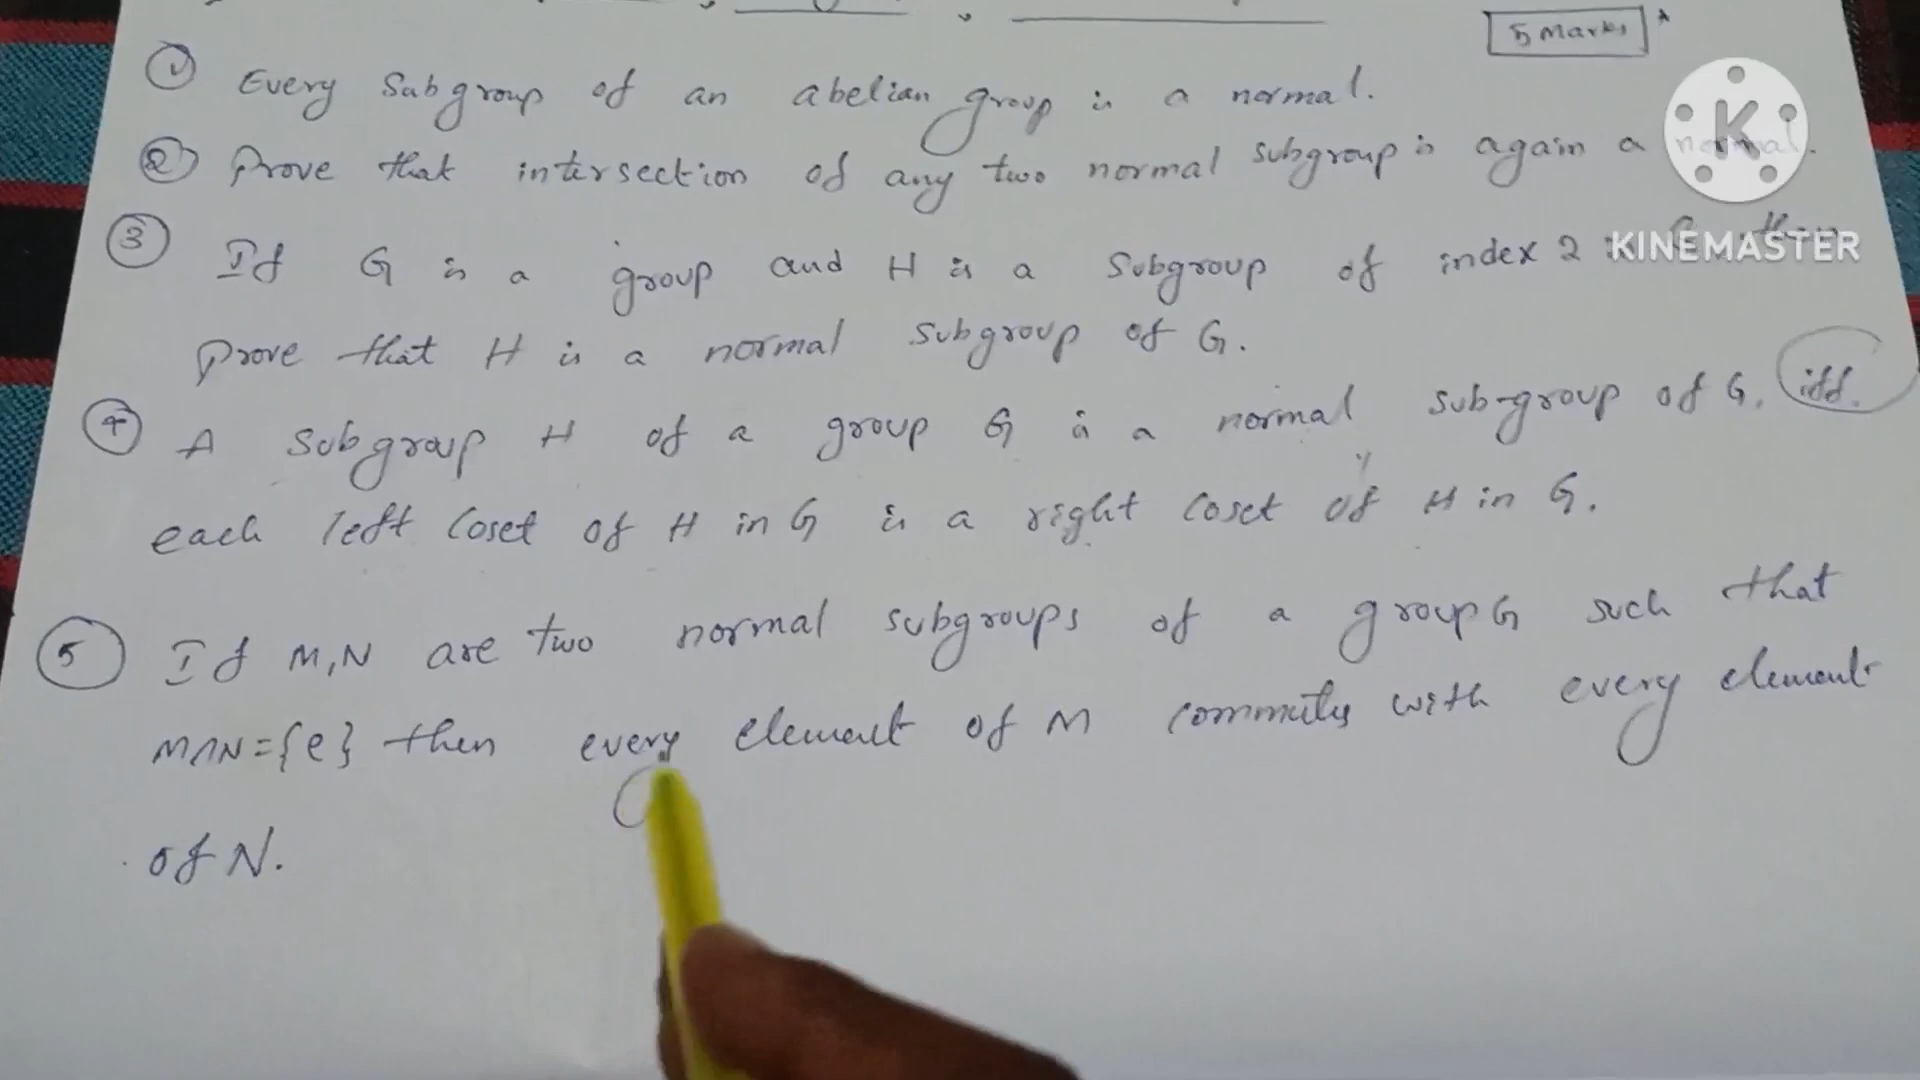 5 Marks
① Every Subgroup of an abelian group is a normal.
② Prove that intersection of any two normal subgroup is again a normal.
③ If G is a group and H is a Subgroup of index 2 then
KINEMASTER
Prove that H is a normal Subgroup of G.
④ A subgroup H of a group G is a normal sub-group of G, iff.
each left Coset of H in G is a right Coset of H in G.
⑤ If M,N are two normal subgroups of a group G such that
M∩N={e} then every element of M commutes with every element
of N.